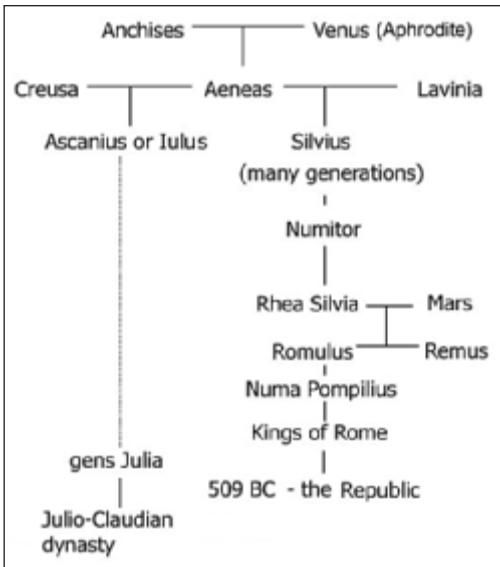 Anchises Venus (Aphrodite)
Creusa Aeneas Lavinia
Ascanius or Iulus Silvius
(many generations)
Numitor
Rhea Silvia Mars
Romulus Remus
Numa Pompilius
Kings of Rome
gens Julia
509 BC - the Republic
Julio-Claudian
dynasty